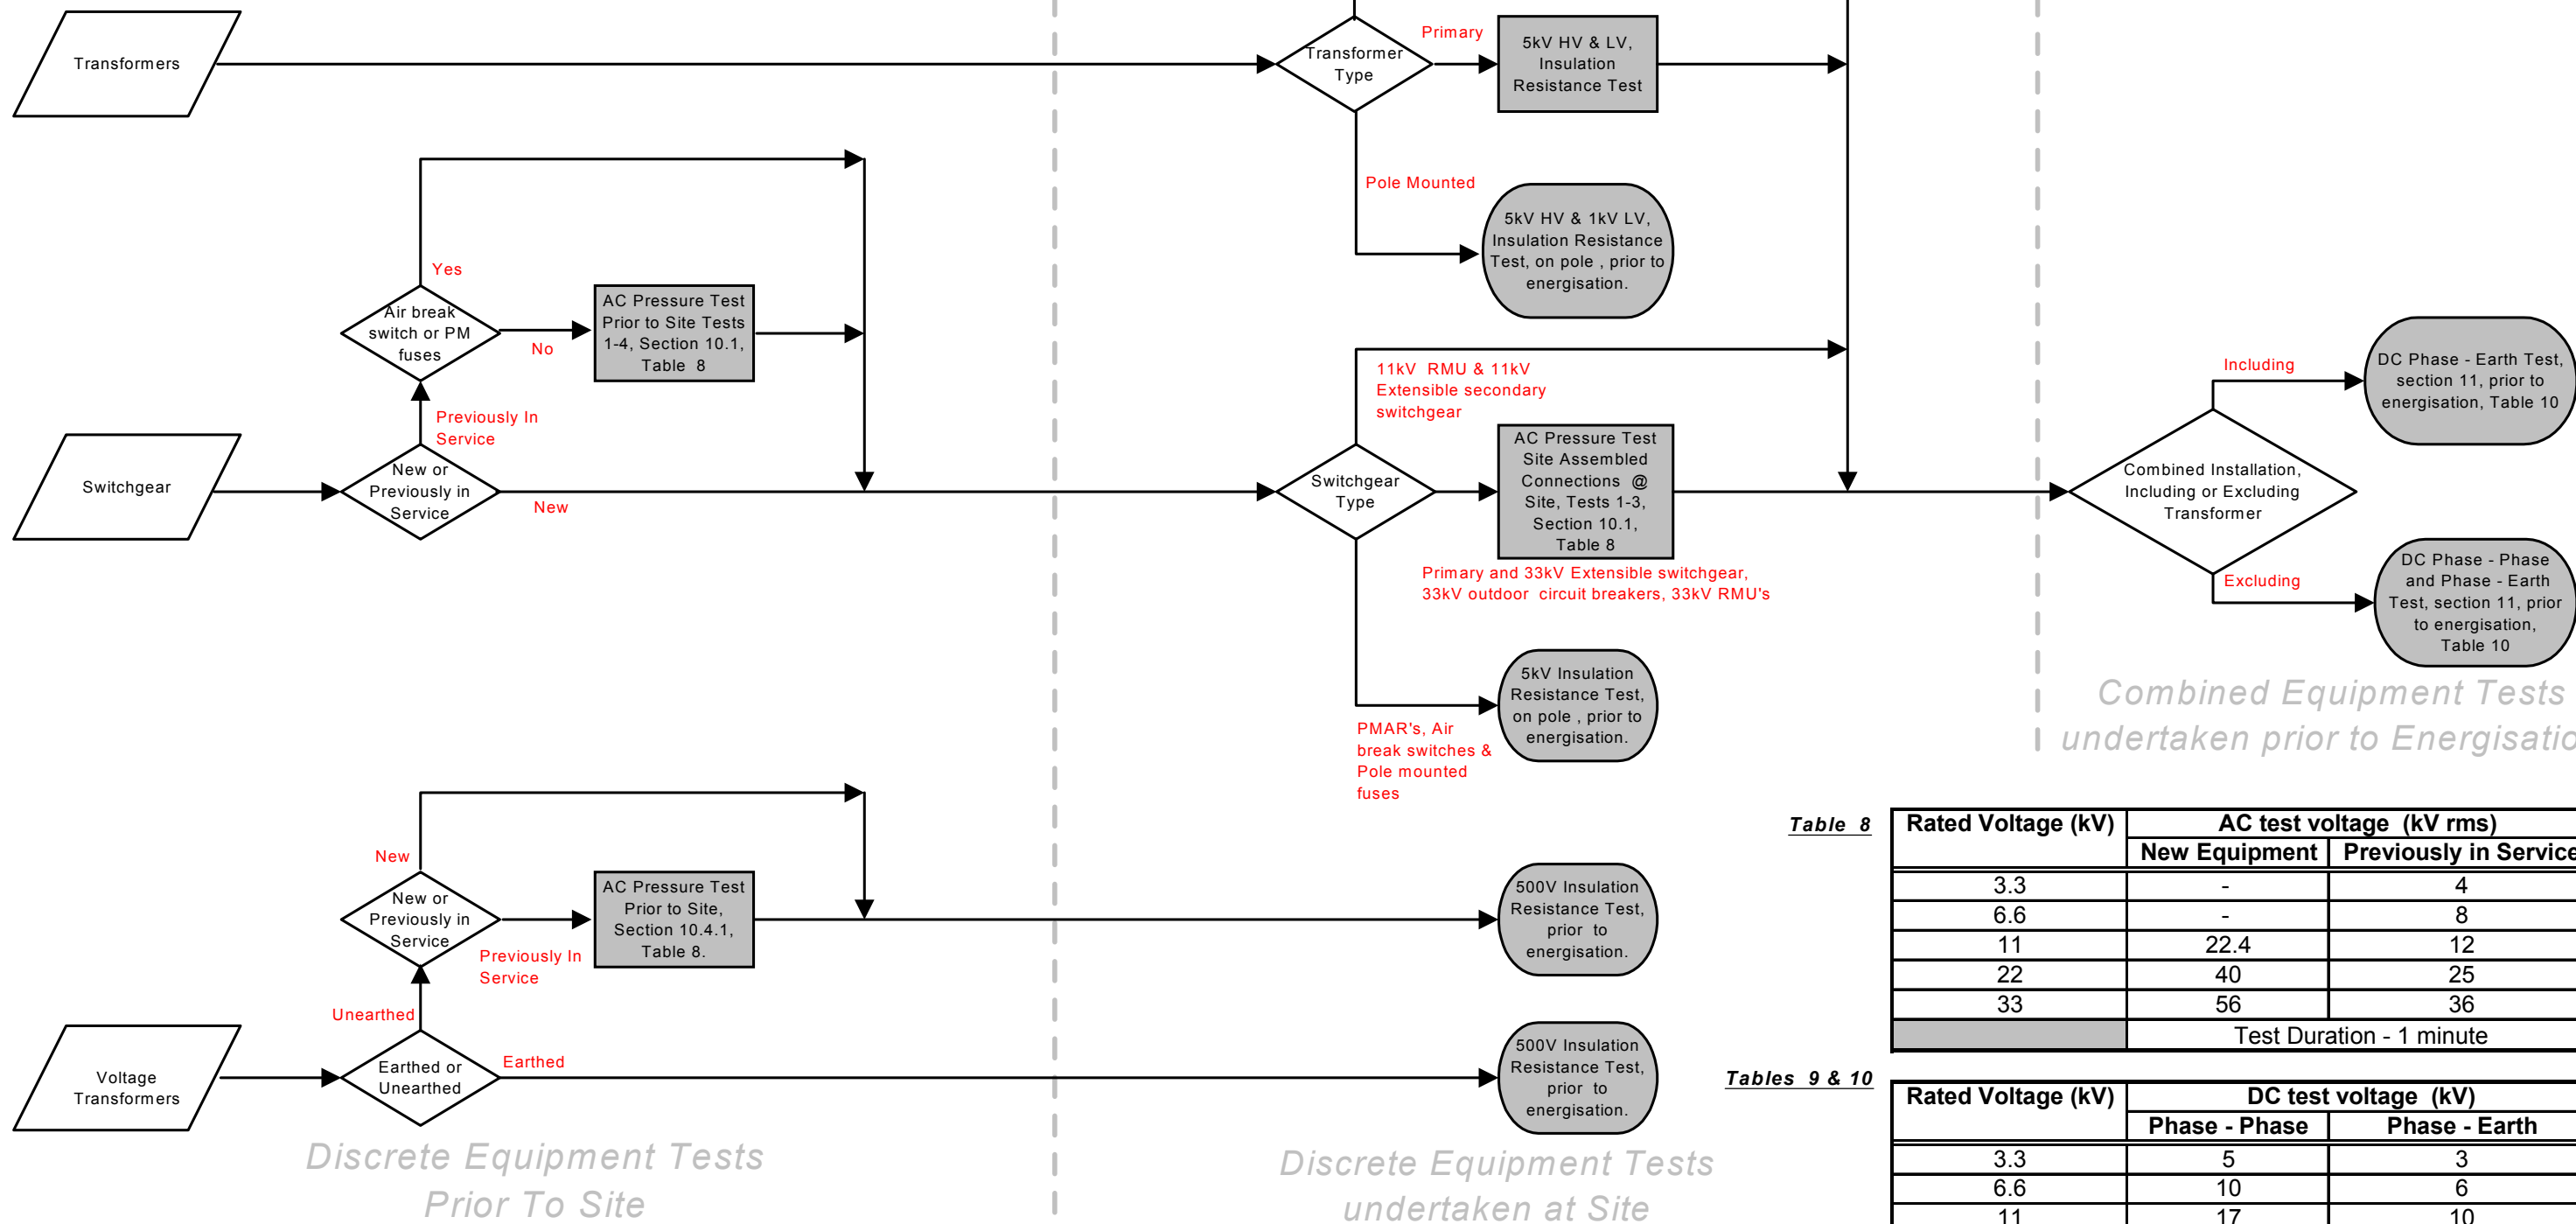 Transformers
Transformer
Type
Primary
5kV HV & LV,
Insulation
Resistance Test
Pole Mounted
5kV HV & 1kV LV,
Insulation Resistance
Test, on pole , prior to
energisation.
Yes
Air break
switch or PM
fuses
No
AC Pressure Test
Prior to Site Tests
1-4, Section 10.1,
Table 8
Previously In
Service
Switchgear
New or
Previously in
Service
New
11kV RMU & 11kV
Extensible secondary
switchgear
Switchgear
Type
AC Pressure Test
Site Assembled
Connections @
Site, Tests 1-3,
Section 10.1,
Table 8
Primary and 33kV Extensible switchgear,
33kV outdoor circuit breakers, 33kV RMU's
PMAR's, Air
break switches &
Pole mounted
fuses
5kV Insulation
Resistance Test,
on pole , prior to
energisation.
Combined Installation,
Including or Excluding
Transformer
Including
DC Phase - Earth Test,
section 11, prior to
energisation, Table 10
Excluding
DC Phase - Phase
and Phase - Earth
Test, section 11, prior
to energisation,
Table 10
Combined Equipment Tests
undertaken prior to Energisatio
New
New or
Previously in
Service
Previously In
Service
AC Pressure Test
Prior to Site,
Section 10.4.1,
Table 8.
500V Insulation
Resistance Test,
prior to
energisation.
Unearthed
Voltage
Transformers
Earthed or
Unearthed
Earthed
500V Insulation
Resistance Test,
prior to
energisation.
Discrete Equipment Tests
Prior To Site
Discrete Equipment Tests
undertaken at Site
Table 8
Rated Voltage (kV) AC test voltage (kV rms)
New Equipment Previously in Service
3.3 - 4
6.6 - 8
11 22.4 12
22 40 25
33 56 36
Test Duration - 1 minute
Tables 9 & 10
Rated Voltage (kV) DC test voltage (kV)
Phase - Phase Phase - Earth
3.3 5 3
6.6 10 6
11 17 10